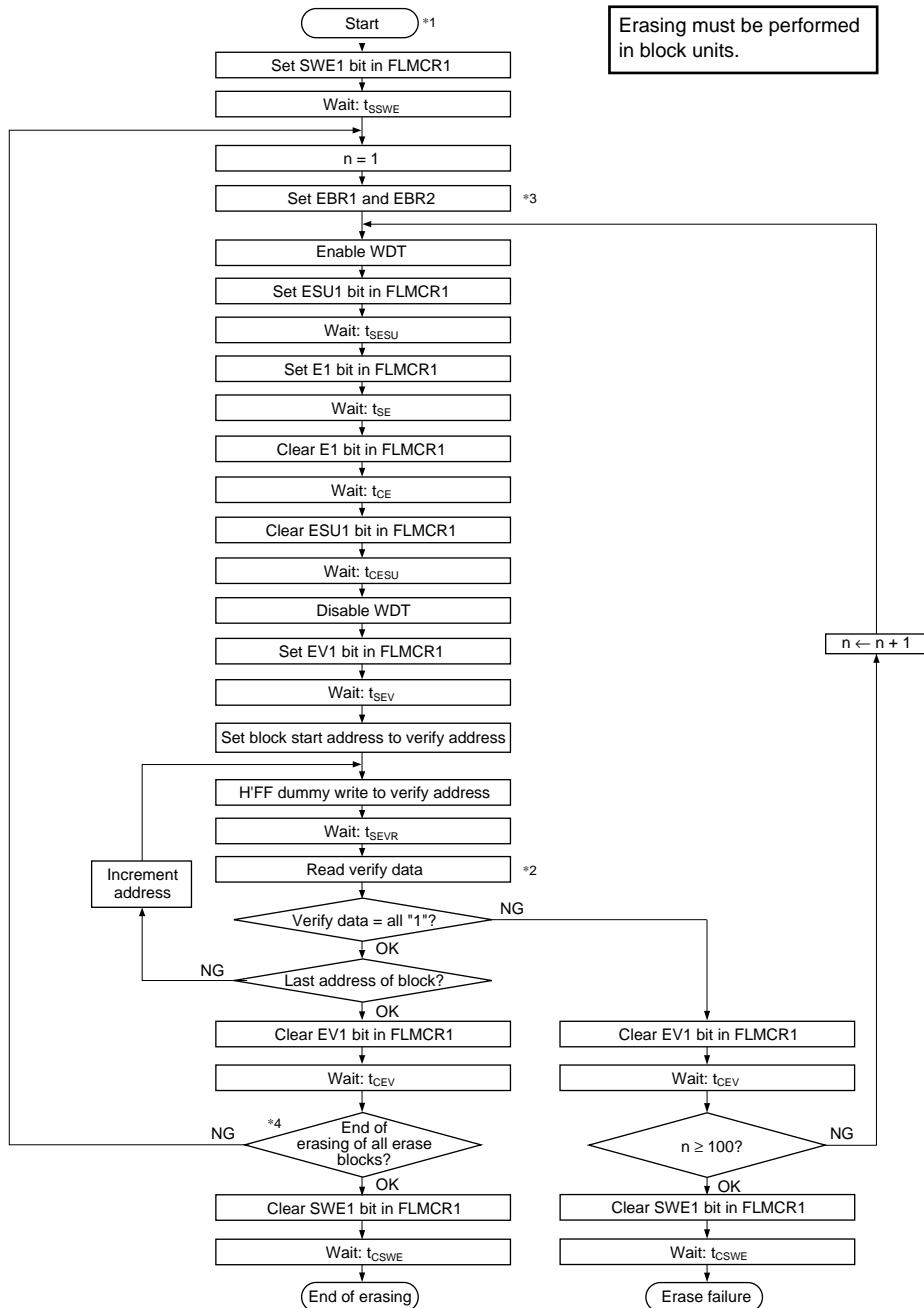 Start *1
Erasing must be performed
in block units.
Set SWE1 bit in FLMCR1
Wait: tSSWE
n = 1
Set EBR1 and EBR2 *3
Enable WDT
Set ESU1 bit in FLMCR1
Wait: tSESU
Set E1 bit in FLMCR1
Wait: tSE
Clear E1 bit in FLMCR1
Wait: tCE
Clear ESU1 bit in FLMCR1
Wait: tCESU
Disable WDT
Set EV1 bit in FLMCR1
n ← n + 1
Wait: tSEV
Set block start address to verify address
H'FF dummy write to verify address
Wait: tSEVR
Read verify data *2
Increment
address
Verify data = all "1"?
NG
OK
NG
Last address of block?
OK
Clear EV1 bit in FLMCR1
Clear EV1 bit in FLMCR1
Wait: tCEV
Wait: tCEV
NG
*4
End of
erasing of all erase
blocks?
n ≥ 100?
NG
OK
OK
Clear SWE1 bit in FLMCR1
Clear SWE1 bit in FLMCR1
Wait: tCSWE
Wait: tCSWE
End of erasing
Erase failure